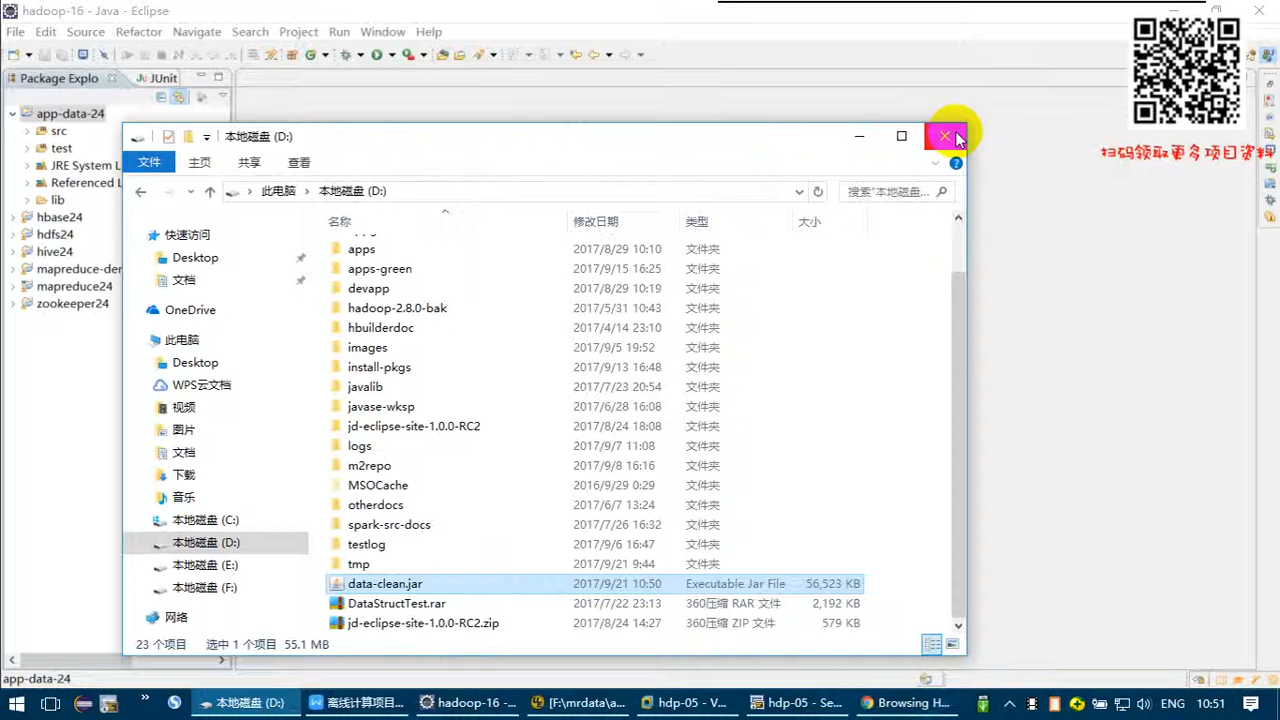 hadoop-16 - Java - Eclipse
File Edit Source Refactor Navigate Search Project Run Window Help
Package Explo JUnit
扫码领取更多项目资料
app-data-24
src
test
JRE System L
Referenced L
lib
hbase24
hdfs24
hive24
mapreduce-der
mapreduce24
zookeeper24
本地磁盘 (D:)
文件 主页 共享 查看
此电脑 本地磁盘 (D:) 搜索"本地磁盘...
名称 修改日期 类型 大小
快速访问
Desktop
文档
OneDrive
此电脑
Desktop
WPS云文档
视频
图片
文档
下载
音乐
本地磁盘 (C:)
本地磁盘 (D:)
本地磁盘 (E:)
本地磁盘 (F:)
网络
apps 2017/8/29 10:10 文件夹
apps-green 2017/9/15 16:25 文件夹
devapp 2017/8/29 10:19 文件夹
hadoop-2.8.0-bak 2017/5/31 10:43 文件夹
hbuilderdoc 2017/4/14 23:10 文件夹
images 2017/9/5 19:52 文件夹
install-pkgs 2017/9/13 16:48 文件夹
javalib 2017/7/23 20:54 文件夹
javase-wksp 2017/6/28 16:08 文件夹
jd-eclipse-site-1.0.0-RC2 2017/8/24 18:08 文件夹
logs 2017/9/7 11:08 文件夹
m2repo 2017/9/8 16:16 文件夹
MSOCache 2016/9/29 0:29 文件夹
otherdocs 2017/6/7 13:24 文件夹
spark-src-docs 2017/7/26 16:32 文件夹
testlog 2017/9/6 16:47 文件夹
tmp 2017/9/21 9:44 文件夹
data-clean.jar 2017/9/21 10:50 Executable Jar File 56,523 KB
DataStructTest.rar 2017/7/22 23:13 360压缩 RAR 文件 2,192 KB
jd-eclipse-site-1.0.0-RC2.zip 2017/8/24 14:27 360压缩 ZIP 文件 579 KB
23 个项目 选中 1 个项目 55.1 MB
app-data-24
本地磁盘 (D:) 离线计算项目... hadoop-16 -... sc\mrdata\a... hdp-05 - V... hdp-05 - Se... Browsing H... ENG 10:51